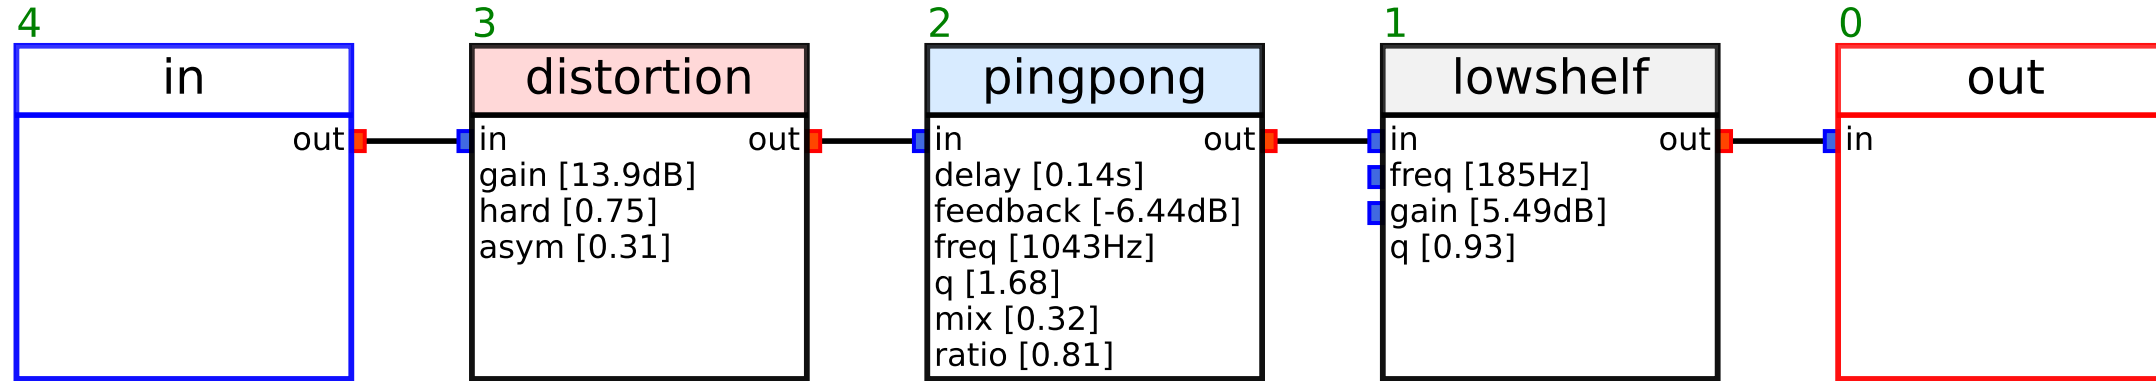 4
in
out
3
distortion
in out
gain [13.9dB]
hard [0.75]
asym [0.31]
2
pingpong
in out
delay [0.14s]
feedback [-6.44dB]
freq [1043Hz]
q [1.68]
mix [0.32]
ratio [0.81]
1
lowshelf
in out
freq [185Hz]
gain [5.49dB]
q [0.93]
0
out
in